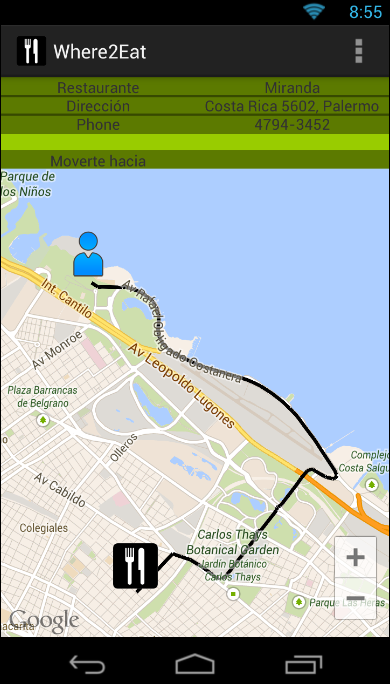 8:55
Where2Eat
Restaurante Miranda
Dirección Costa Rica 5602, Palermo
Phone 4794-3452
Moverte hacia
Parque de
los Niños
Int. Cantilo
Av Rafael
Obligado Costanera
Av Monroe
Av Leopoldo Lugones
Plaza Barrancas
de Belgrano
Olleros
Complejo
Costa Salgu
Av Cabildo
Colegiales
Carlos Thays
Botanical Garden
Jardín Botánico
Carlos Thays
+
Parque Las Heras
−
Google
acarita